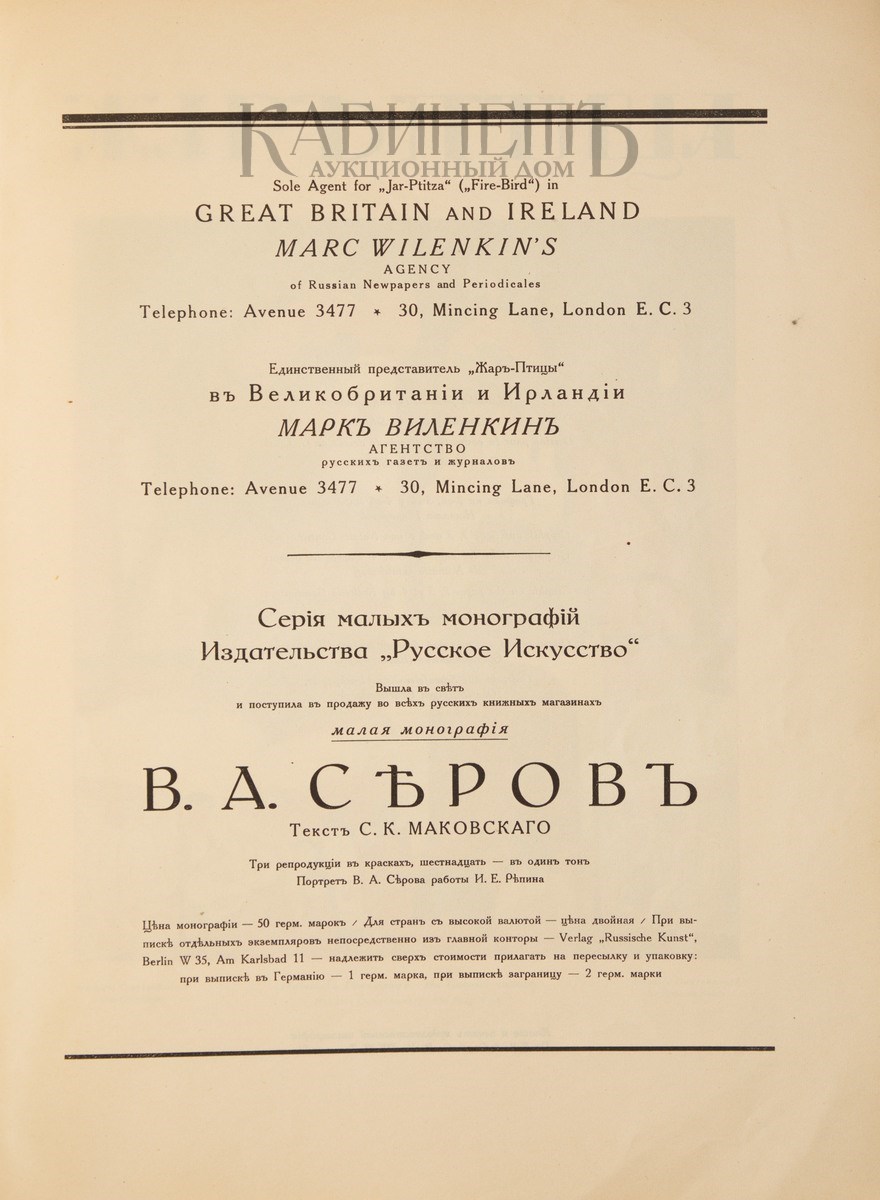 КАБИНЕТЪ
АУКЦИОННЫЙ ДОМ
Sole Agent for „Jar-Ptitza“ („Fire-Bird“) in
GREAT BRITAIN AND IRELAND
MARC WILENKIN'S
AGENCY
of Russian Newpapers and Periodicales
Telephone: Avenue 3477 * 30, Mincing Lane, London E. C. 3
Единственный представитель „Жаръ-Птицы“
въ Великобританіи и Ирландіи
МАРКЪ ВИЛЕНКИНЪ
АГЕНТСТВО
русскихъ газетъ и журналовъ
Telephone: Avenue 3477 * 30, Mincing Lane, London E. C. 3
Серія малыхъ монографій
Издательства „Русское Искусство“
Вышла въ свѣтъ
и поступила въ продажу во всѣхъ русскихъ книжныхъ магазинахъ
малая монографія
В. А. СѢРОВЪ
Текстъ С. К. МАКОВСКАГО
Три репродукціи въ краскахъ, шестнадцать — въ одинъ тонъ
Портретъ В. А. Сѣрова работы И. Е. Рѣпина
Цѣна монографіи — 50 герм. марокъ / Для странъ съ высокой валютой — цѣна двойная / При вы-
пискѣ отдѣльныхъ экземпляровъ непосредственно изъ главной конторы — Verlag „Russische Kunst“,
Berlin W 35, Am Karlsbad 11 — надлежитъ сверхъ стоимости прилагать на пересылку и упаковку:
при выпискѣ въ Германію — 1 герм. марка, при выпискѣ заграницу — 2 герм. марки